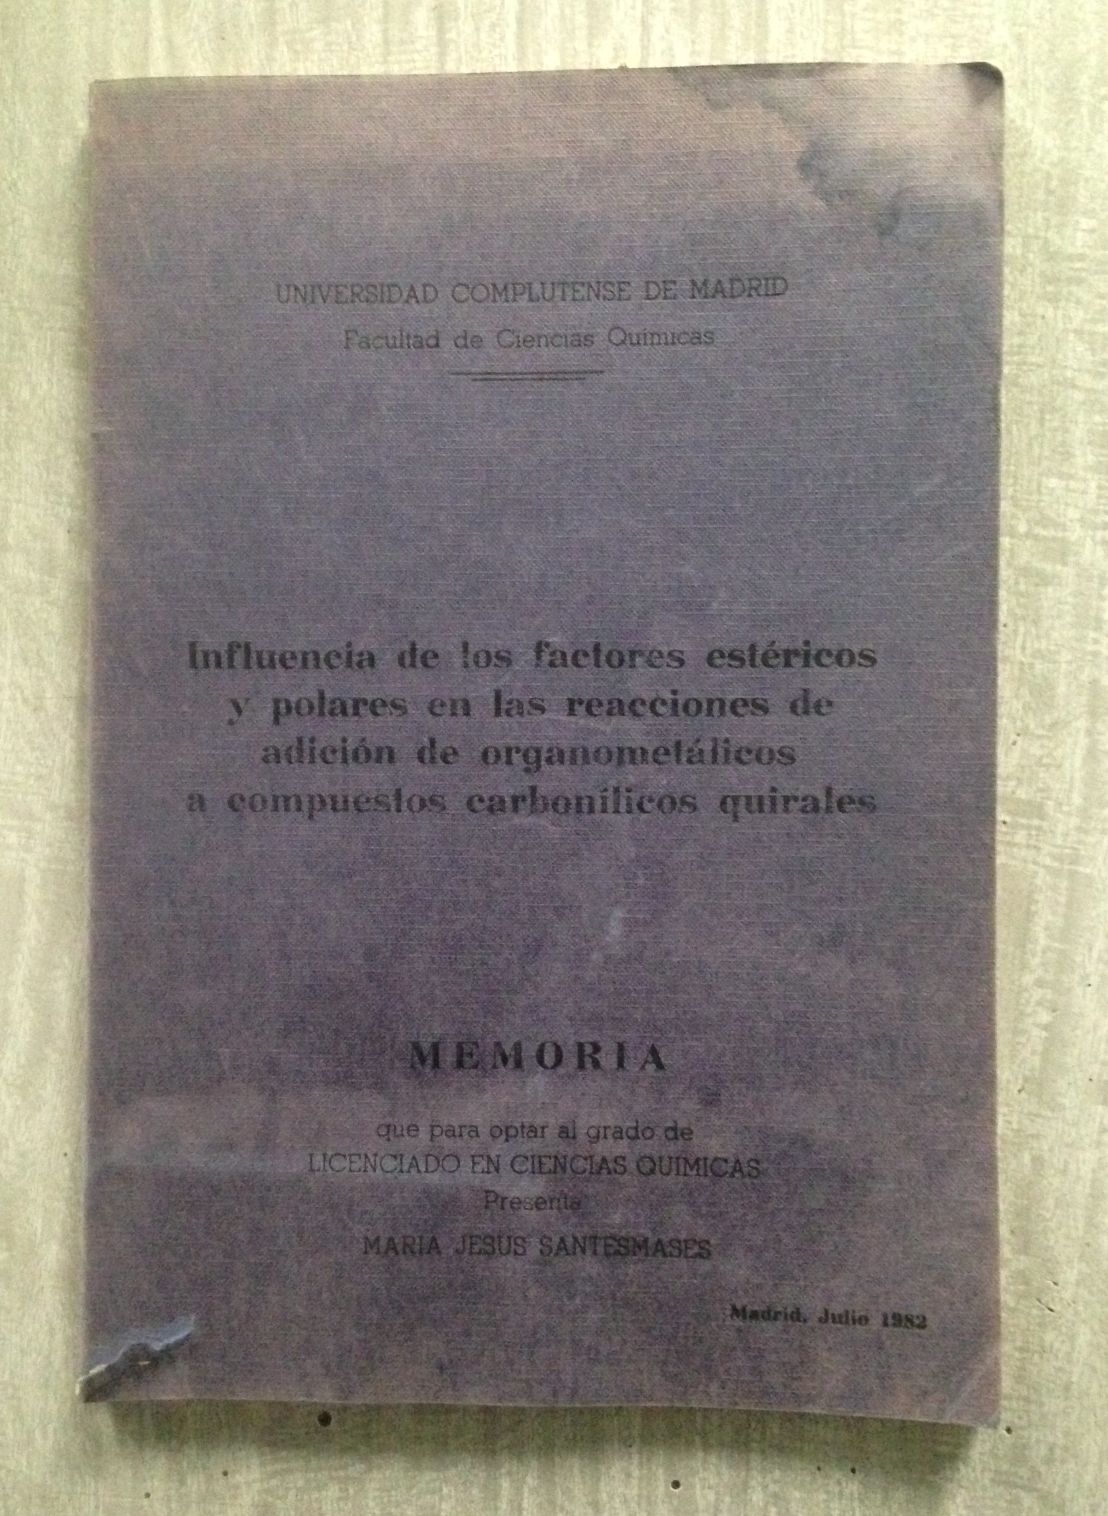 UNIVERSIDAD COMPLUTENSE DE MADRID
Facultad de Ciencias Químicas
Influencia de los factores estéricos
y polares en las reacciones de
adición de organometálicos
a compuestos carbonílicos quirales
MEMORIA
que para optar al grado de
LICENCIADO EN CIENCIAS QUIMICAS
Presenta
MARIA JESUS SANTESMASES
Madrid, Julio 1982